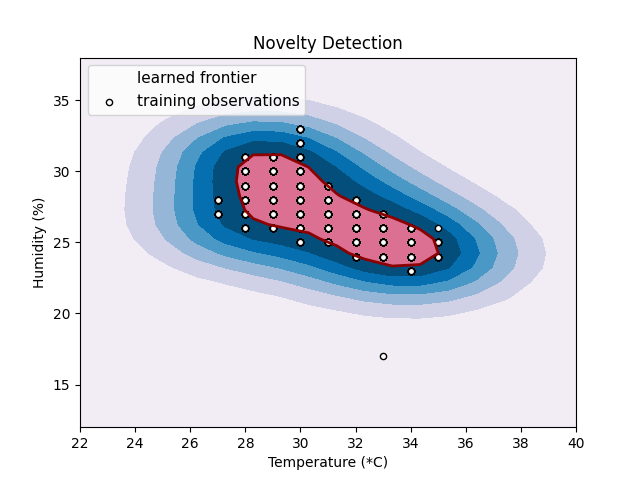 Novelty Detection
learned frontier
training observations
35
30
25
20
15
Humidity (%)
22 24 26 28 30 32 34 36 38 40
Temperature (*C)